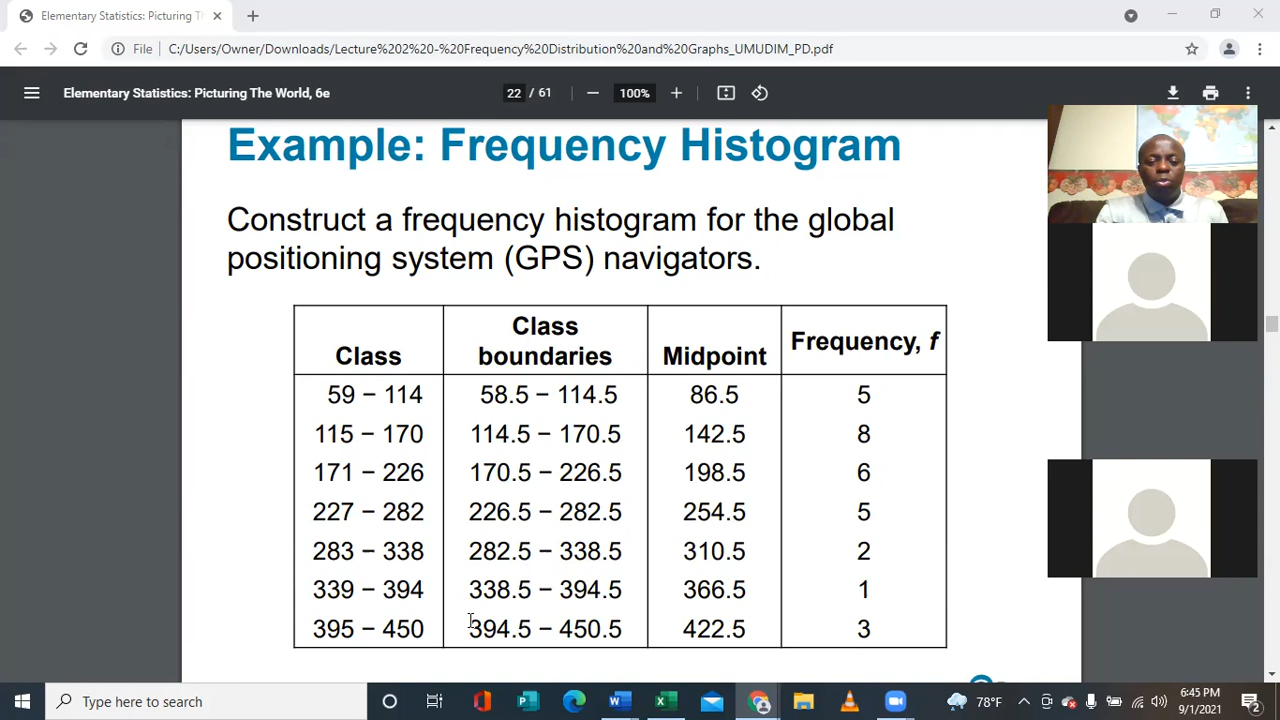 Elementary Statistics: Picturing T
File C:/Users/Owner/Downloads/Lecture%202%20-%20Frequency%20Distribution%20and%20Graphs_UMUDIM_PD.pdf
Elementary Statistics: Picturing The World, 6e 22 / 61 100%
Example: Frequency Histogram
Construct a frequency histogram for the global
positioning system (GPS) navigators.
Class Class boundaries Midpoint Frequency, f
59 – 114 58.5 – 114.5 86.5 5
115 – 170 114.5 – 170.5 142.5 8
171 – 226 170.5 – 226.5 198.5 6
227 – 282 226.5 – 282.5 254.5 5
283 – 338 282.5 – 338.5 310.5 2
339 – 394 338.5 – 394.5 366.5 1
395 – 450 394.5 – 450.5 422.5 3
Type here to search
78°F
6:45 PM
9/1/2021
2